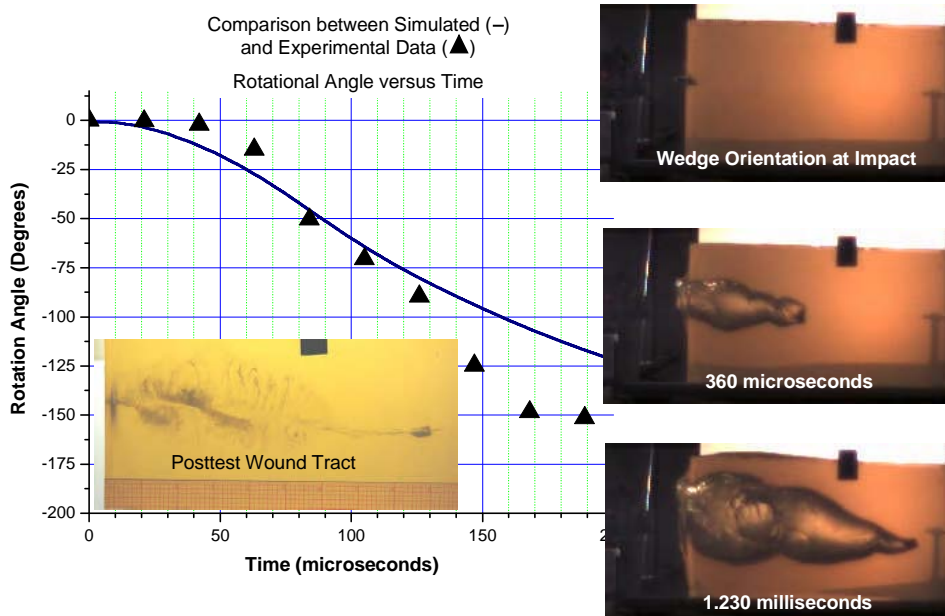 Comparison between Simulated (–)
and Experimental Data (▲)
Rotational Angle versus Time
0
-25
-50
-75
-100
-125
-150
-175
-200
Rotation Angle (Degrees)
0
50
100
150
Time (microseconds)
Posttest Wound Tract
Wedge Orientation at Impact
360 microseconds
1.230 milliseconds